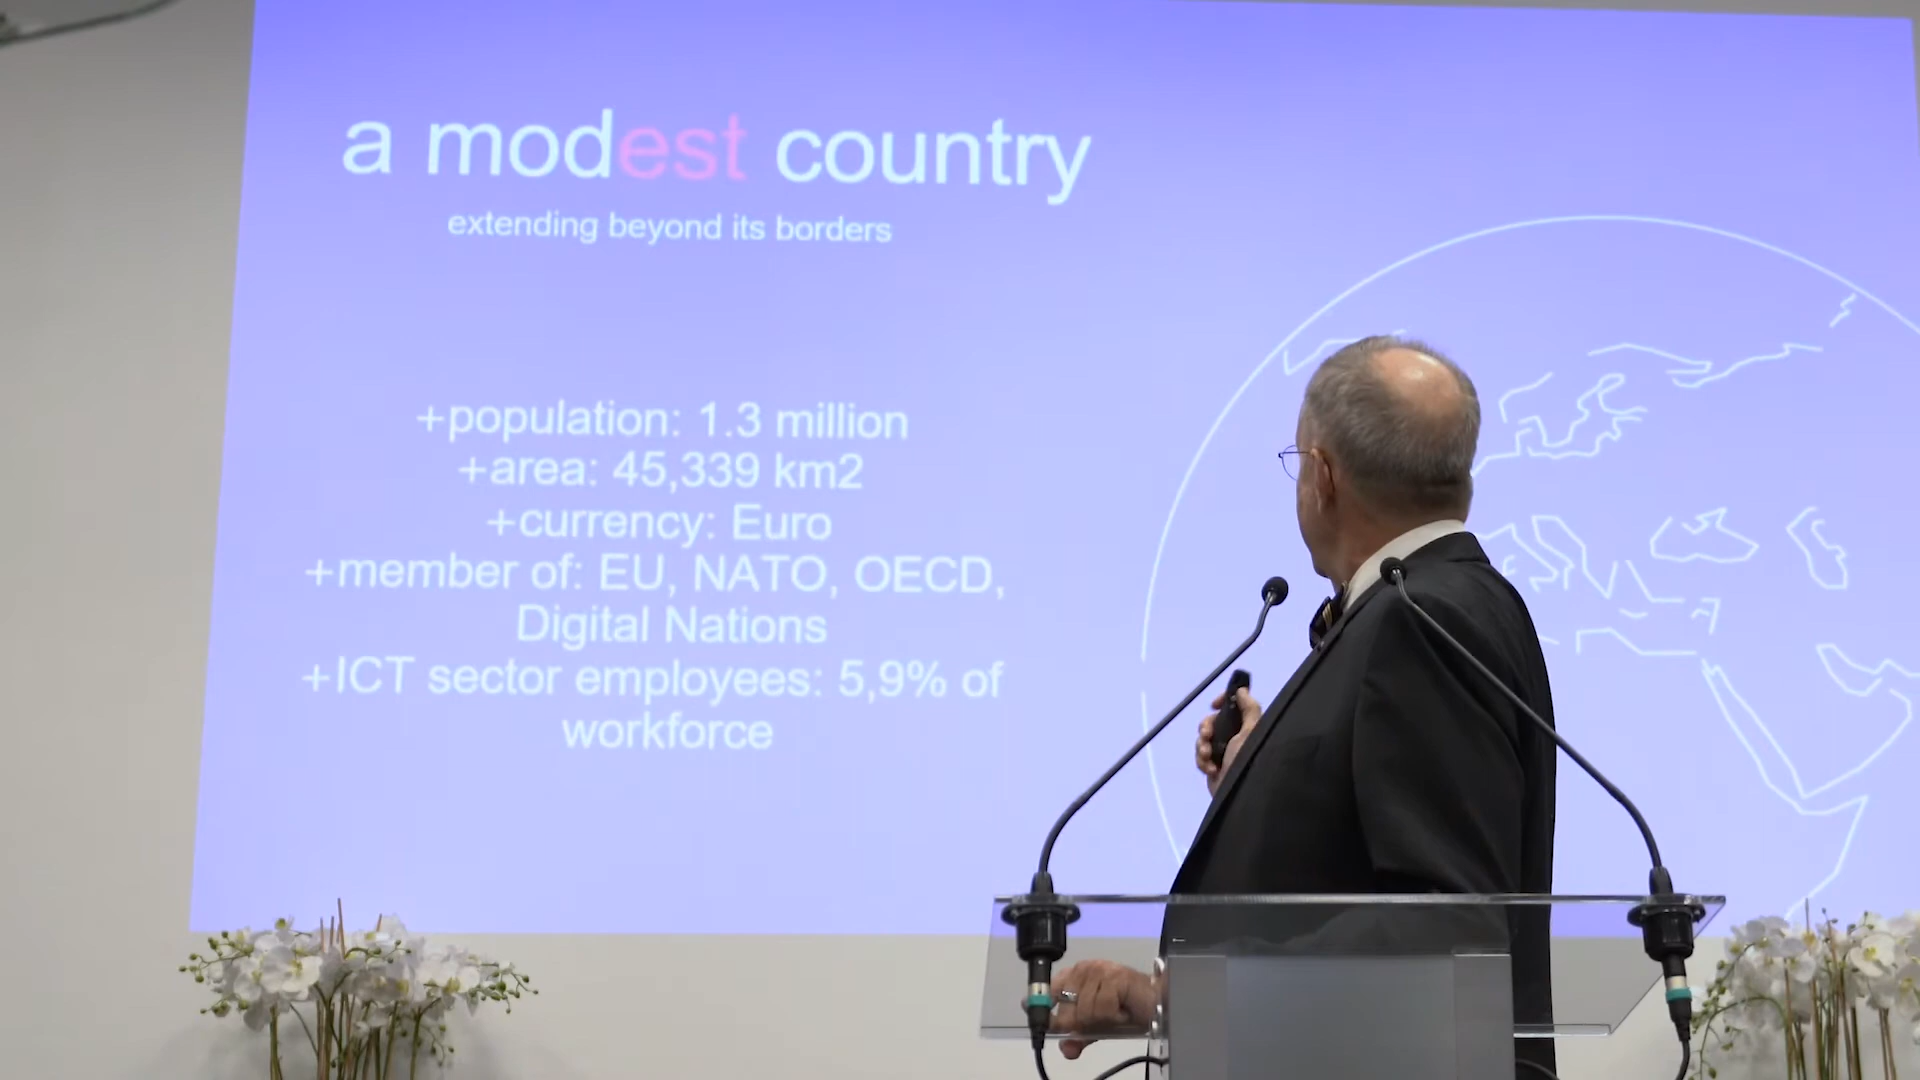 a modest country
extending beyond its borders
+population: 1.3 million
+area: 45,339 km2
+currency: Euro
+member of: EU, NATO, OECD,
Digital Nations
+ICT sector employees: 5,9% of
workforce